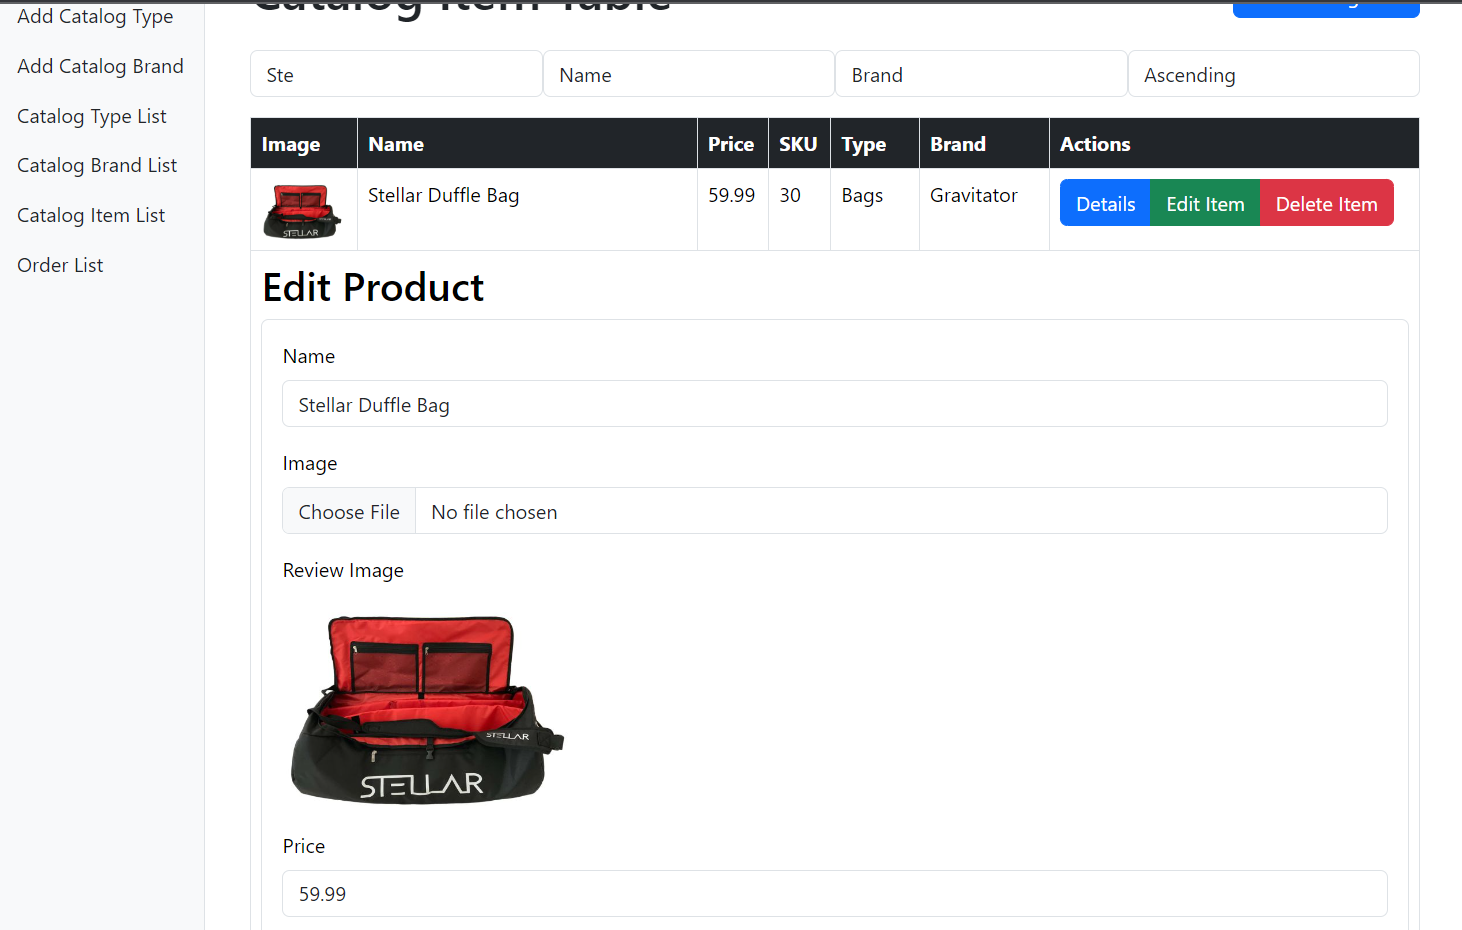 Add Catalog Type
Catalog Item Table
Add Catalog Brand
Ste
Name
Brand
Ascending
Catalog Type List
Image Name Price SKU Type Brand Actions
Catalog Brand List
Stellar Duffle Bag 59.99 30 Bags Gravitator Details Edit Item Delete Item
STELLAR
Catalog Item List
Order List
Edit Product
Name
Stellar Duffle Bag
Image
Choose File No file chosen
Review Image
STELLAR
STELLAR
Price
59.99